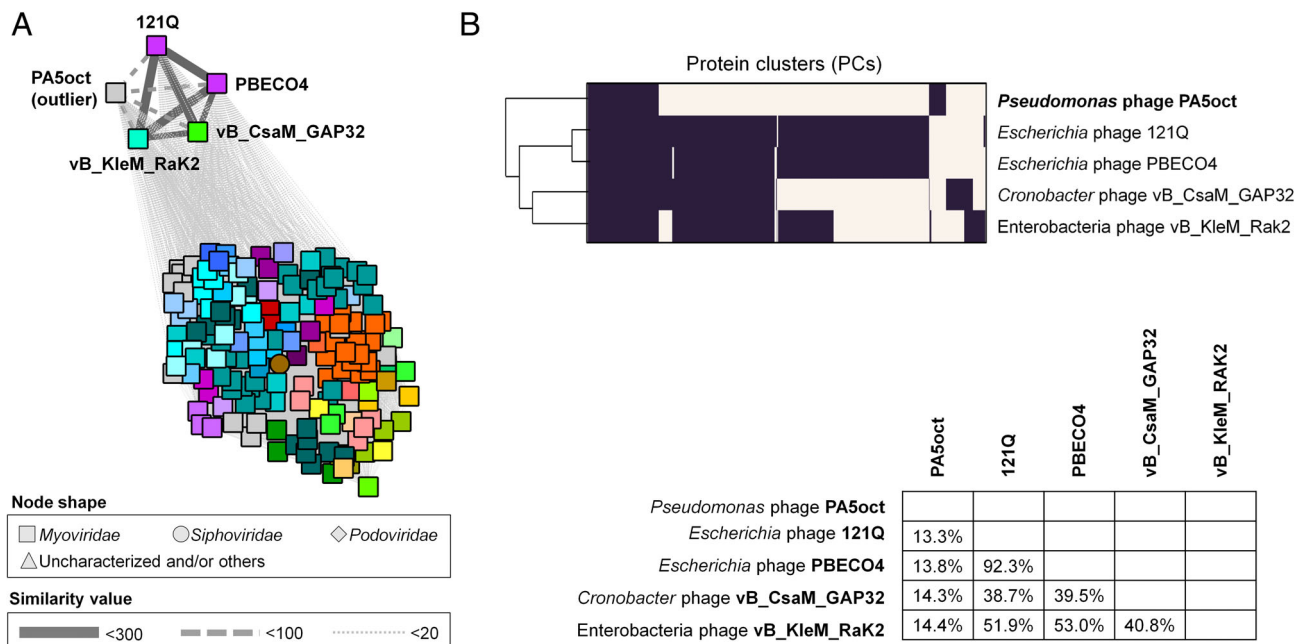 A
121Q
PA5oct
(outlier)
PBECO4
vB_CsaM_GAP32
vB_KleM_RaK2
Node shape
Myoviridae
Siphoviridae
Podoviridae
Uncharacterized and/or others
Similarity value
<300
<100
<20
B
Protein clusters (PCs)
Pseudomonas phage PA5oct
Escherichia phage 121Q
Escherichia phage PBECO4
Cronobacter phage vB_CsaM_GAP32
Enterobacteria phage vB_KleM_Rak2
PA5oct
121Q
PBECO4
vB_CsaM_GAP32
vB_KleM_RAK2
Pseudomonas phage PA5oct
Escherichia phage 121Q 13.3%
Escherichia phage PBECO4 13.8% 92.3%
Cronobacter phage vB_CsaM_GAP32 14.3% 38.7% 39.5%
Enterobacteria phage vB_KleM_RaK2 14.4% 51.9% 53.0% 40.8%